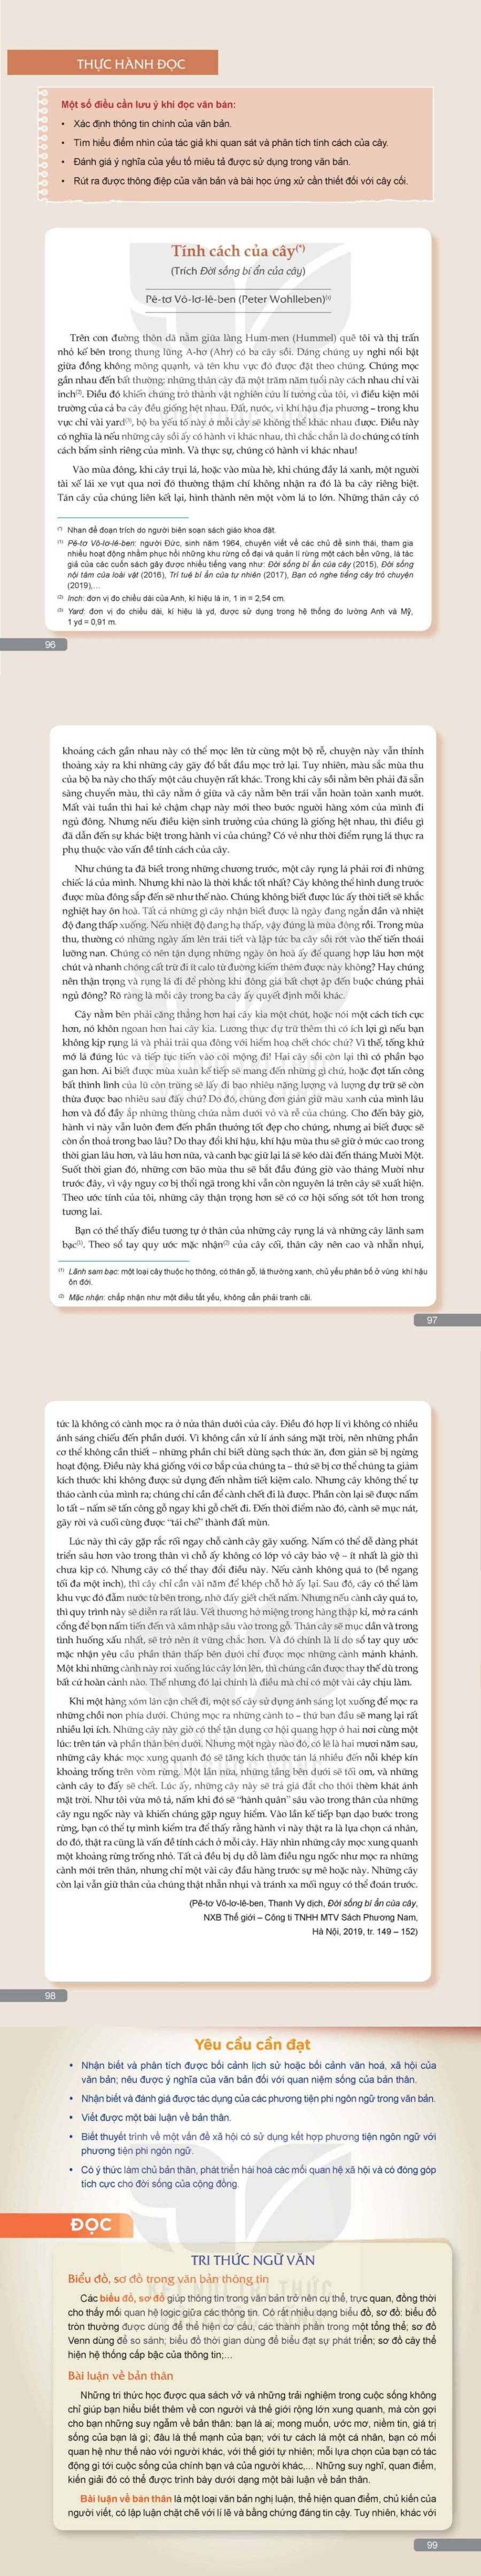 THỰC HÀNH ĐỌC
Một số điều cần lưu ý khi đọc văn bản:
• Xác định thông tin chính của văn bản.
• Tìm hiểu điểm nhìn của tác giả khi quan sát và phân tích tính cách của cây.
• Đánh giá ý nghĩa của yếu tố miêu tả được sử dụng trong văn bản.
• Rút ra được thông điệp của văn bản và bài học ứng xử cần thiết đối với cây cối.
Tính cách của cây(*)
(Trích Đời sống bí ẩn của cây)
Pê-tơ Vô-lơ-lê-ben (Peter Wohlleben)(1)
Trên con đường thôn dã nằm giữa làng Hum-men (Hummel) quê tôi và thị trấn
nhỏ kế bên trong thung lũng A-hơ (Ahr) có ba cây sồi. Dáng chúng uy nghi nổi bật
giữa đồng không mông quạnh, và tên khu vực đó được đặt theo chúng. Chúng mọc
gần nhau đến bất thường: những thân cây đã mọc hàng trăm năm tuổi này cách nhau chỉ vài
inch(2). Điều đó khiến chúng trở thành vật nghiên cứu lí tưởng của tôi, vì điều kiện môi
trường của cả ba cây đều giống hệt nhau. Đất, nước, vi khí hậu địa phương – trong khu
vực chỉ vài yard(3), bộ ba yếu tố này ở mỗi cây sẽ không thể khác nhau được. Điều này
có nghĩa là nếu những cây sồi ấy có hành vi khác nhau, thì chắc chắn là do chúng có tính
cách bẩm sinh riêng của mình. Và thực sự, chúng có hành vi khác nhau!
Vào mùa đông, khi cây trụi lá, hoặc vào mùa hè, khi chúng đầy lá xanh, một người
tài xế lái xe vụt qua nơi đó thường thậm chí không nhận ra đó là ba cây riêng biệt.
Tán cây của chúng liên kết lại, hình thành nên một vòm lá to lớn. Những thân cây có
(*) Nhan đề đoạn trích do người biên soạn sách giáo khoa đặt.
(1) Pê-tơ Vô-lơ-lê-ben: người Đức, sinh năm 1964, chuyên viết về các chủ đề sinh thái, tham gia
nhiều hoạt động nhằm phục hồi những khu rừng cổ đại và quản lí rừng một cách bền vững, là tác
giả của các cuốn sách gây được nhiều tiếng vang như: Đời sống bí ẩn của cây (2015), Đời sống
nội tâm của loài vật (2016), Trí tuệ bí ẩn của tự nhiên (2017), Bạn có nghe tiếng cây trò chuyện
(2019),...
(2) Inch: đơn vị đo chiều dài của Anh, kí hiệu là in, 1 in = 2,54 cm.
(3) Yard: đơn vị đo chiều dài, kí hiệu là yd, được sử dụng trong hệ thống đo lường Anh và Mỹ,
1 yd = 0,91 m.
96
khoảng cách gần nhau này có thể mọc lên từ cùng một bộ rễ, chuyện này vẫn thỉnh
thoảng xảy ra khi những cây gãy đổ bắt đầu mọc trở lại. Tuy nhiên, màu sắc mùa thu
của bộ ba này cho thấy một câu chuyện rất khác. Trong khi cây sồi nằm bên phải đã sẵn
sàng chuyển màu, thì cây nằm ở giữa và cây nằm bên trái vẫn hoàn toàn xanh mướt.
Mất vài tuần thì hai kẻ chậm chạp này mới theo bước người hàng xóm của mình đi
ngủ đông. Nhưng nếu điều kiện sinh trưởng của chúng là giống hệt nhau, thì điều gì
đã dẫn đến sự khác biệt trong hành vi của chúng? Có vẻ như thời điểm rụng lá thực ra
phụ thuộc vào vấn đề tính cách của cây.
Như chúng ta đã biết trong những chương trước, một cây rụng lá phải rơi đi những
chiếc lá của mình. Nhưng khi nào là thời khắc tốt nhất? Cây không thể hình dung trước
được mùa đông sắp đến sẽ như thế nào. Chúng không biết được lúc ấy thời tiết sẽ khắc
nghiệt hay ôn hoà. Tất cả những gì cây nhận biết được là ngày đang ngắn dần và nhiệt
độ đang thấp xuống. Nếu nhiệt độ đang hạ thấp, vậy đúng là mùa đông rồi. Trong mùa
thu, thường có những ngày ấm lên trái tiết và lập tức ba cây sồi rớt vào thế tiến thoái
lưỡng nan. Chúng có nên tận dụng những ngày ôn hoà ấy để quang hợp lâu hơn một
chút và nhanh chóng cất trữ đi ít calo từ đường kiếm thêm được này không? Hay chúng
nên thận trọng và rụng lá đi để phòng khi đông giá bất chợt ập đến buộc chúng phải
ngủ đông? Rõ ràng là mỗi cây trong ba cây ấy quyết định mỗi khác.
Cây nằm bên phải căng thẳng hơn hai cây kia một chút, hoặc nói một cách tích cực
hơn, nó khôn ngoan hơn hai cây kia. Lương thực dự trữ thêm thì có ích lợi gì nếu bạn
không kịp rụng lá và phải trải qua đông với hiểm hoạ chết chóc chứ? Vì thế, tống khứ
mớ lá đúng lúc và tiếp tục tiến vào cõi mộng đi! Hai cây sồi còn lại thì có phần bạo
gan hơn. Ai biết được mùa xuân kế tiếp sẽ mang đến những gì chứ, hoặc đợt tấn công
bất thình lình của lũ côn trùng sẽ lấy đi bao nhiêu năng lượng và lượng dự trữ sẽ còn
thừa được bao nhiêu sau đấy chứ? Do đó, chúng đơn giản giữ màu xanh của mình lâu
hơn và đổ đầy ắp những thùng chứa nằm dưới vỏ và rễ của chúng. Cho đến bây giờ,
hành vi này vẫn luôn đem đến phần thưởng tốt đẹp cho chúng, nhưng ai biết được sẽ
còn ổn thoả trong bao lâu? Do thay đổi khí hậu, khí hậu mùa thu sẽ giữ ở mức cao trong
thời gian lâu hơn, và lâu hơn nữa, và canh bạc giữ lại lá sẽ kéo dài đến tháng Mười Một.
Suốt thời gian đó, những cơn bão mùa thu sẽ bắt đầu đúng giờ vào tháng Mười như
trước đây, vì vậy nguy cơ bị thổi ngã trong khi vẫn còn nguyên lá trên cây sẽ xuất hiện.
Theo ước tính của tôi, những cây thận trọng hơn sẽ có cơ hội sống sót tốt hơn trong
tương lai.
Bạn có thể thấy điều tương tự ở thân của những cây rụng lá và những cây lãnh sam
bạc(1). Theo sổ tay quy ước mặc nhận(2) của cây cối, thân cây nên cao và nhẵn nhụi,
(1) Lãnh sam bạc: một loại cây thuộc họ thông, có thân gỗ, lá thường xanh, chủ yếu phân bố ở vùng khí hậu
ôn đới.
(2) Mặc nhận: chấp nhận như một điều tất yếu, không cần phải tranh cãi.
97
tức là không có cành mọc ra ở nửa thân dưới của cây. Điều đó hợp lí vì không có nhiều
ánh sáng chiếu đến phần dưới. Vì không cần xử lí ánh sáng mặt trời, nên những phần
cơ thể không cần thiết – những phần chỉ biết dùng sạch thức ăn, đơn giản sẽ bị ngừng
hoạt động. Điều này khá giống với cơ bắp của chúng ta – thứ sẽ bị cơ thể chúng ta giảm
kích thước khi không được sử dụng đến nhằm tiết kiệm calo. Nhưng cây không thể tự
tháo cành của mình ra; chúng chỉ cần để cành chết đi là được. Phần còn lại sẽ được nấm
lo tất – nấm sẽ tấn công gỗ ngay khi gỗ chết đi. Đến thời điểm nào đó, cành sẽ mục nát,
gãy rời và cuối cùng được “tái chế” thành đất mùn.
Lúc này thì cây gặp rắc rối ngay chỗ cành cây gãy xuống. Nấm có thể dễ dàng phát
triển sâu hơn vào trong thân vì chỗ ấy không có lớp vỏ cây bảo vệ – ít nhất là giờ thì
chưa kịp có. Nhưng cây có thể thay đổi điều này. Nếu cành không quá to (bề ngang
tối đa một inch), thì cây chỉ cần vài năm để khép chỗ hở ấy lại. Sau đó, cây có thể làm
khu vực đó đẫm nước từ bên trong, nhờ đấy giết chết nấm. Nhưng nếu cành cây quá to,
thì quy trình này sẽ diễn ra rất lâu. Vết thương hở miệng trong hàng thập kỉ, mở ra cánh
cổng để bọn nấm tiến đến và xâm nhập sâu vào trong gỗ. Thân cây sẽ mục dần và trong
tình huống xấu nhất, sẽ trở nên ít vững chắc hơn. Và đó chính là lí do sổ tay quy ước
mặc nhận yêu cầu phần thân thấp bên dưới chỉ được mọc những cành mảnh khảnh.
Một khi những cành này rơi xuống lúc cây lớn lên, thì chúng cấm được thay thế dù trong
bất cứ hoàn cảnh nào. Thế nhưng đó lại chính là điều mà chỉ có một vài cây chịu làm.
Khi một hàng xóm lân cận chết đi, một số cây sử dụng ánh sáng lọt xuống để mọc ra
những chồi non phía dưới. Chúng mọc ra những cành to – thứ ban đầu sẽ mang lại rất
nhiều lợi ích. Những cây này giờ có thể tận dụng cơ hội quang hợp ở hai nơi cùng một
lúc: trên tán và phần thân bên dưới. Nhưng một ngày nào đó, có lẽ là hai mươi năm sau,
những cây khác mọc xung quanh đó sẽ tăng kích thước tán lá nhiều đến nỗi khép kín
khoảng trống trên vòm rừng. Một lần nữa, những tầng bên dưới sẽ tối om, và những
cành cây to đấy sẽ chết. Lúc ấy, những cây này sẽ trả giá đắt cho thói thèm khát ánh
mặt trời. Như tôi vừa mô tả, nấm khi đó sẽ “hành quân” sâu vào trong thân của những
cây ngu ngốc này và khiến chúng gặp nguy hiểm. Vào lần kế tiếp bạn dạo bước trong
rừng, bạn có thể tự mình kiểm tra để thấy rằng hành vi này thật ra là lựa chọn cá nhân,
do đó, thật ra cũng là vấn đề tính cách ở mỗi cây. Hãy nhìn những cây mọc xung quanh
một khoảng rừng trống nhỏ. Tất cả đều bị dụ dỗ làm điều ngu ngốc như mọc ra những
cành mới trên thân, nhưng chỉ một vài cây đầu hàng trước sự mê hoặc này. Những cây
còn lại vẫn giữ thân của chúng thật nhẵn nhụi và tránh xa mối nguy có thể đoán trước.
(Pê-tơ Vô-lơ-lê-ben, Thanh Vy dịch, Đời sống bí ẩn của cây,
NXB Thế giới – Công ti TNHH MTV Sách Phương Nam,
Hà Nội, 2019, tr. 149 – 152)
98
Yêu cầu cần đạt
• Nhận biết và phân tích được bối cảnh lịch sử hoặc bối cảnh văn hoá, xã hội của
văn bản; nêu được ý nghĩa của văn bản đối với quan niệm sống của bản thân.
• Nhận biết và đánh giá được tác dụng của các phương tiện phi ngôn ngữ trong văn bản.
• Viết được một bài luận về bản thân.
• Biết thuyết trình về một vấn đề xã hội có sử dụng kết hợp phương tiện ngôn ngữ với
phương tiện phi ngôn ngữ.
• Có ý thức làm chủ bản thân, phát triển hài hoà các mối quan hệ xã hội và có đóng góp
tích cực cho đời sống của cộng đồng.
ĐỌC
TRI THỨC NGỮ VĂN
Biểu đồ, sơ đồ trong văn bản thông tin
Các biểu đồ, sơ đồ giúp thông tin trong văn bản trở nên cụ thể, trực quan, đồng thời
cho thấy mối quan hệ logic giữa các thông tin. Có rất nhiều dạng biểu đồ, sơ đồ: biểu đồ
tròn thường được dùng để thể hiện cơ cấu, các thành phần trong một tổng thể; sơ đồ
Venn dùng để so sánh; biểu đồ thời gian dùng để biểu đạt sự phát triển; sơ đồ cây thể
hiện hệ thống cấp bậc của thông tin;...
Bài luận về bản thân
Những tri thức học được qua sách vở và những trải nghiệm trong cuộc sống không
chỉ giúp bạn hiểu biết thêm về con người và thế giới rộng lớn xung quanh, mà còn gợi
cho bạn những suy ngẫm về bản thân: bạn là ai; mong muốn, ước mơ, niềm tin, giá trị
sống của bạn là gì; đâu là thế mạnh của bạn; với tư cách là một cá nhân, bạn có mối
quan hệ như thế nào với người khác, với thế giới tự nhiên; mỗi lựa chọn của bạn có tác
động gì tới cuộc sống của chính bạn và của người khác,... Những suy nghĩ, quan điểm,
kiến giải đó có thể được trình bày dưới dạng một bài luận về bản thân.
Bài luận về bản thân là một loại văn bản nghị luận, thể hiện quan điểm, chủ kiến của
người viết, có lập luận chặt chẽ với lí lẽ và bằng chứng đáng tin cậy. Tuy nhiên, khác với
99